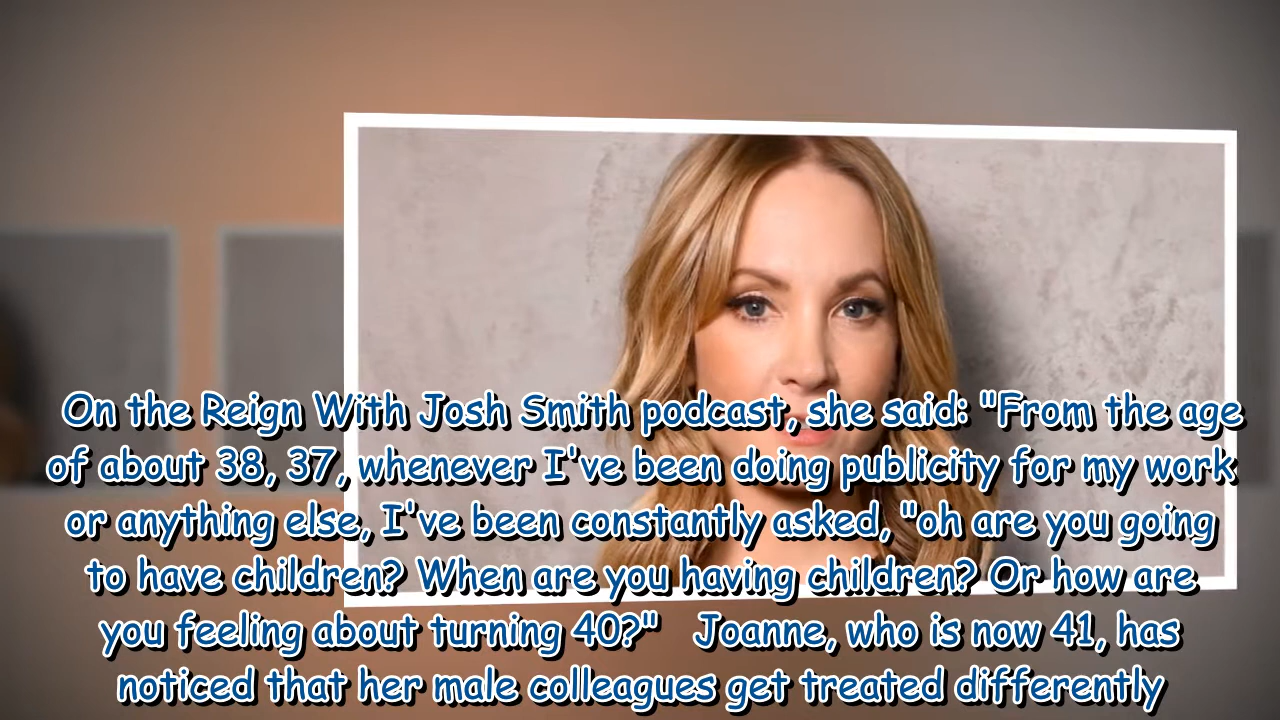 On the Reign With Josh Smith podcast, she said: "From the age
of about 38, 37, whenever I've been doing publicity for my work
or anything else, I've been constantly asked, "oh are you going
to have children? When are you having children? Or how are
you feeling about turning 40?"   Joanne, who is now 41, has
noticed that her male colleagues get treated differently